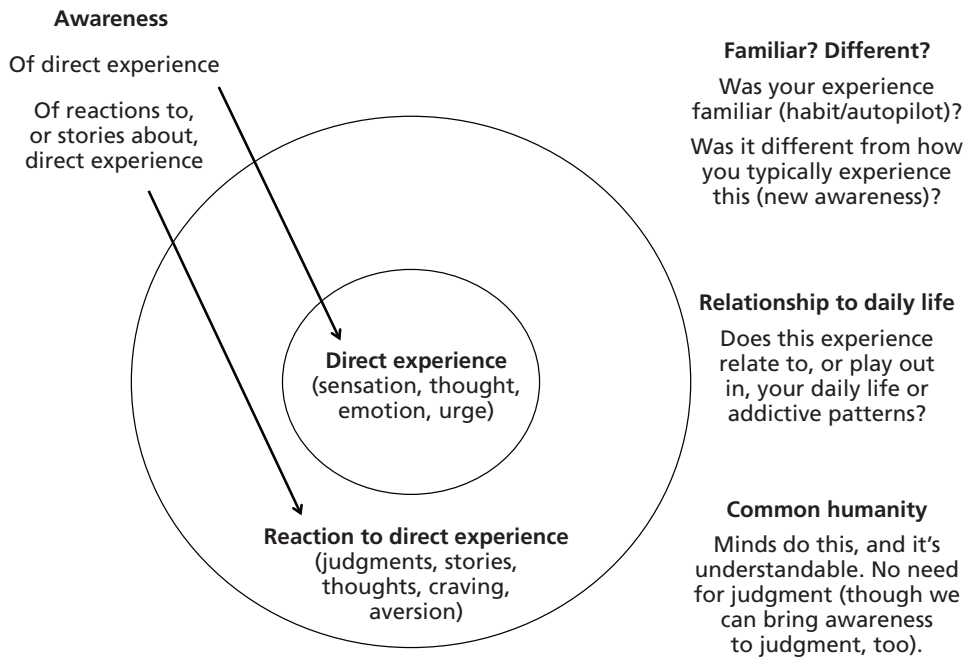 Awareness
Of direct experience
Of reactions to,
or stories about,
direct experience
Direct experience
(sensation, thought,
emotion, urge)
Reaction to direct experience
(judgments, stories,
thoughts, craving,
aversion)
Familiar? Different?
Was your experience
familiar (habit/autopilot)?
Was it different from how
you typically experience
this (new awareness)?
Relationship to daily life
Does this experience
relate to, or play out
in, your daily life or
addictive patterns?
Common humanity
Minds do this, and it's
understandable. No need
for judgment (though we
can bring awareness
to judgment, too).